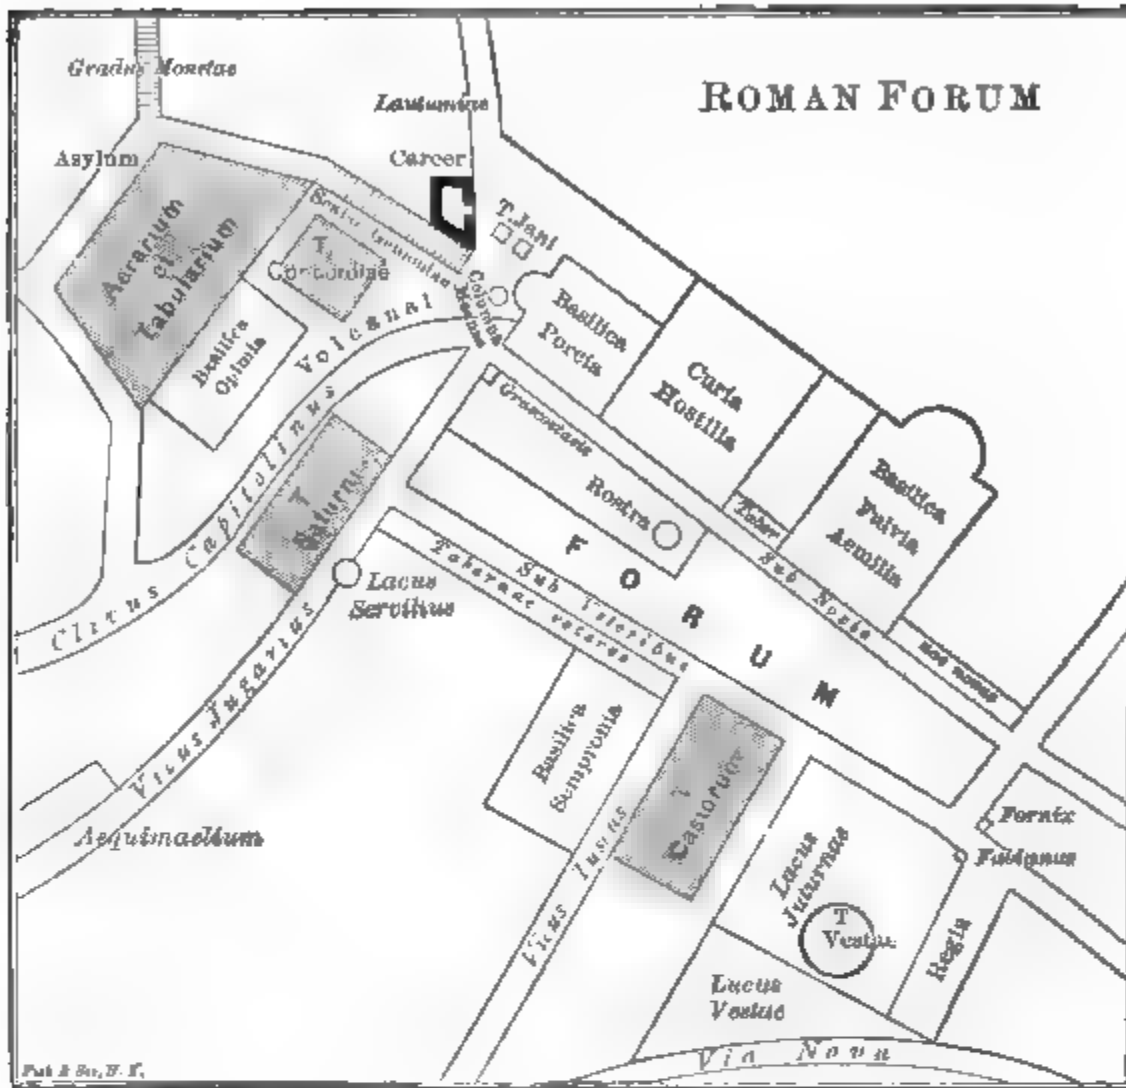 ROMAN FORUM
Gradus Monetae
Lautumiae
Asylum
Carcer
T. Jani
Aerarium
et
Tabularium
T.
Concordiae
Columna
Basilica
Porcia
Basilica
Opimia
Volcanal
Curia
Hostilia
Graecostasis
Rostra
Basilica
Fulvia
Aemilia
Clivus Capitolinus
T
Saturni
Lacus
Servilius
FORUM
Sub Novis
Sub Veteribus
Tabernae veteres
Basilica
Sempronia
T
Castorum
Vicus Jugarius
Vicus Tuscus
Aequimaelium
Fornix
Fabianus
Lacus
Juturnae
T
Vestae
Regia
Lucus
Vestae
Via Nova